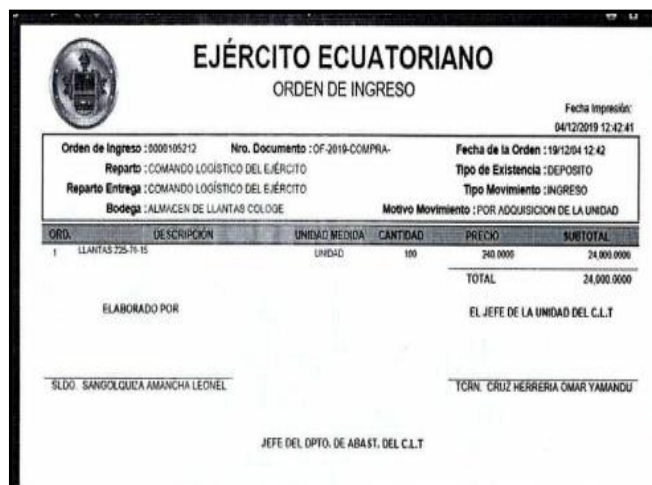 EJÉRCITO ECUATORIANO
ORDEN DE INGRESO
Fecha Impresión:
04/12/2019 12:42:41
Orden de Ingreso : 0000105212 Nro. Documento : OF-2019-COMPRA- Fecha de la Orden : 19/12/04 12:42
Reparto : COMANDO LOGÍSTICO DEL EJÉRCITO Tipo de Existencia : DEPOSITO
Reparto Entrega : COMANDO LOGÍSTICO DEL EJÉRCITO Tipo Movimiento : INGRESO
Bodega : ALMACEN DE LLANTAS COLOGE Motivo Movimiento : POR ADQUISICION DE LA UNIDAD
ORD. DESCRIPCIÓN UNIDAD MEDIDA CANTIDAD PRECIO SUBTOTAL
1 LLANTAS 225-70-15 UNIDAD 100 240.0000 24,000.0000
TOTAL 24,000.0000
ELABORADO POR EL JEFE DE LA UNIDAD DEL C.L.T
SLDO. SANGOLQUIZA AMANCHA LEONEL TCRN. CRUZ HERRERIA OMAR YAMANDU
JEFE DEL DPTO. DE ABAST. DEL C.L.T